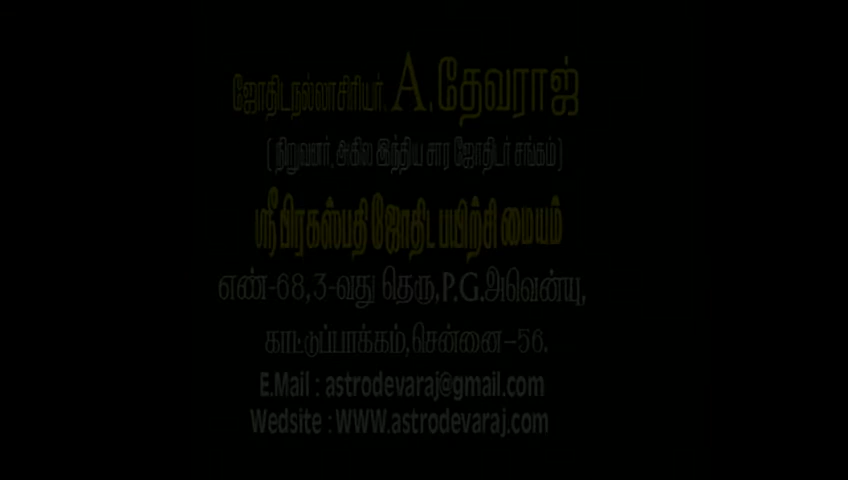 ஜோதிடநல்லாசிரியர். A. தேவராஜ்
( நிறுவனர், அகில இந்திய சார ஜோதிடர் சங்கம்)
ஸ்ரீ பிரகஸ்பதி ஜோதிட பயிற்சி மையம்
எண்-68,3-வது தெரு,P.G.அவென்யு,
காட்டுப்பாக்கம்,சென்னை-56.
E.Mail : astrodevaraj@gmail.com
Wedsite : WWW.astrodevaraj.com